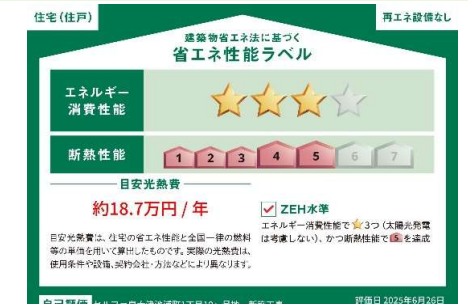 住宅(住戸)
再エネ設備なし
建築物省エネ法に基づく
省エネ性能ラベル
エネルギー
消費性能
断熱性能
1 2 3 4 5 6 7
目安光熱費
約18.7万円 / 年
目安光熱費は、住宅の省エネ性能と全国一律の燃料
等の単価を用いて算出したものです。実際の光熱費は、
使用条件や設備、契約会社・方法などにより異なります。
ZEH水準
エネルギー消費性能で★3つ(太陽光発電
は考慮しない)、かつ断熱性能で5を達成
自己評価
評価日 2025年6月26日